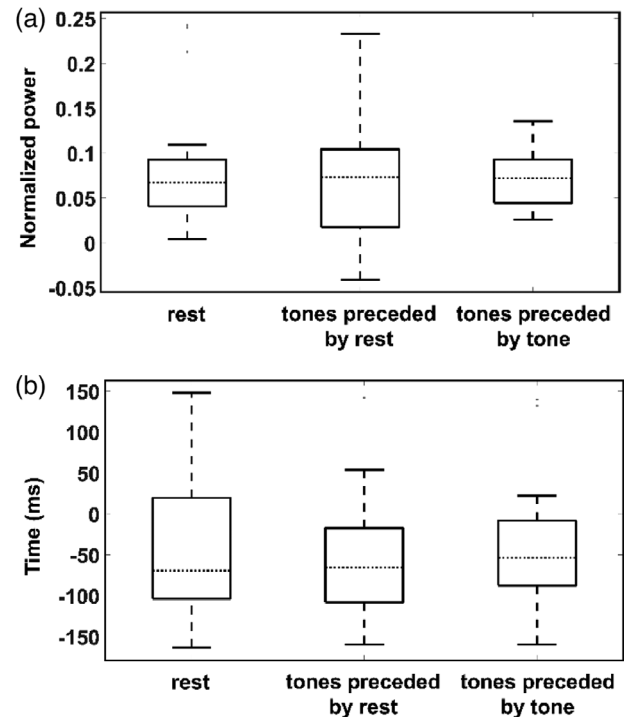 (a)
Normalized power
0.25
0.2
0.15
0.1
0.05
0
-0.05
rest
tones preceded
by rest
tones preceded
by tone
(b)
Time (ms)
150
100
50
0
-50
-100
-150
rest
tones preceded
by rest
tones preceded
by tone